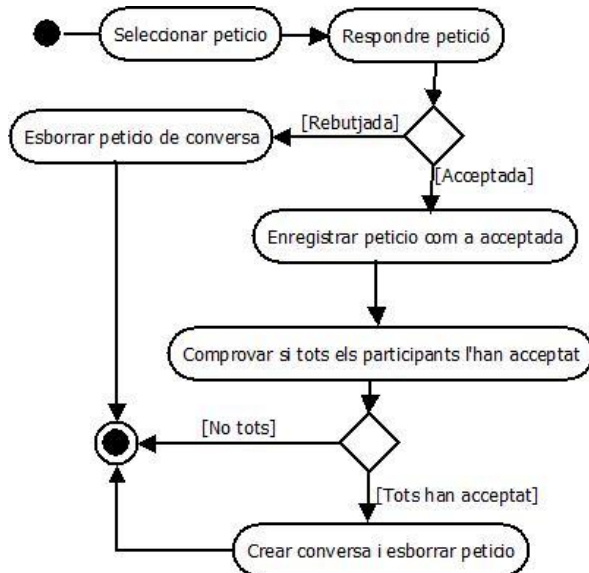 Seleccionar peticio
Respondre petició
[Rebutjada]
Esborrar peticio de conversa
[Acceptada]
Enregistrar peticio com a acceptada
Comprovar si tots els participants l'han acceptat
[No tots]
[Tots han acceptat]
Crear conversa i esborrar peticio